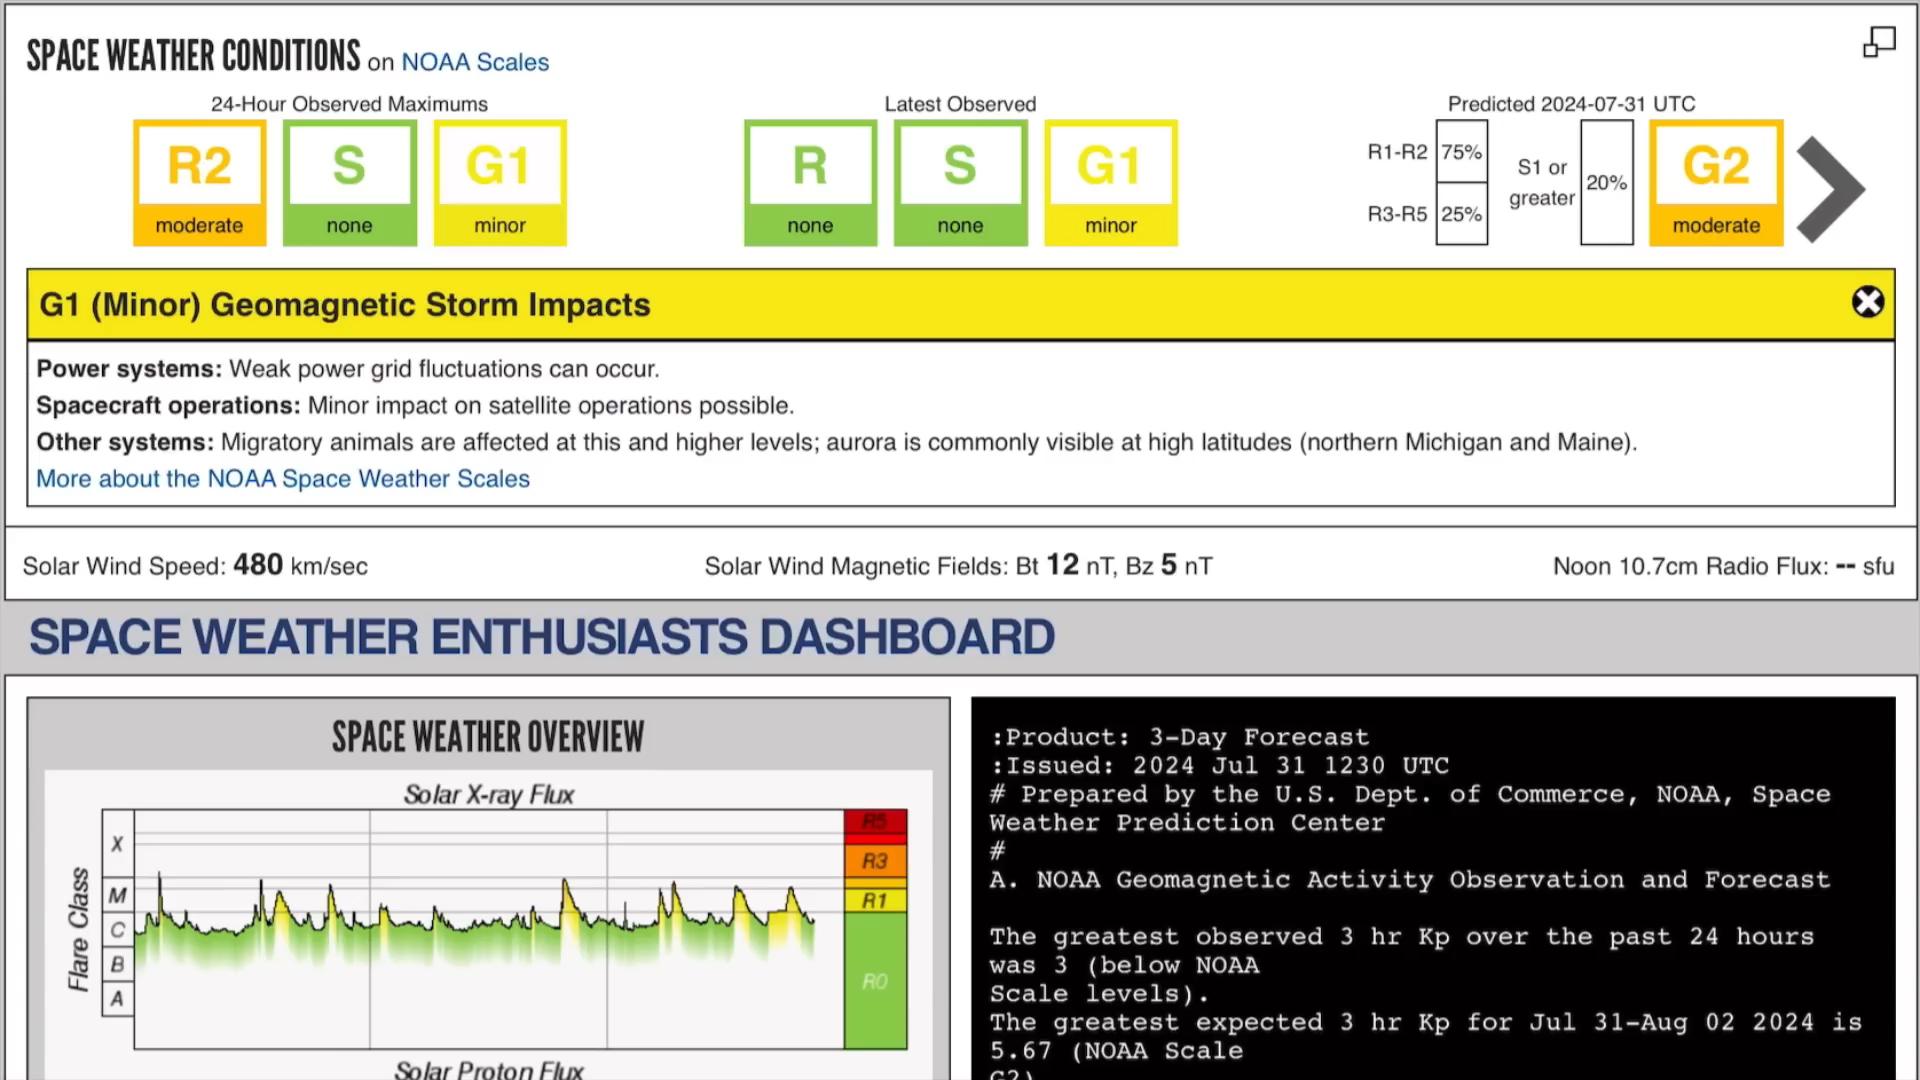 SPACE WEATHER CONDITIONS on NOAA Scales
24-Hour Observed Maximums
R2
moderate
S
none
G1
minor
Latest Observed
R
none
S
none
G1
minor
Predicted 2024-07-31 UTC
R1-R2 75%
R3-R5 25%
S1 or
greater
20%
G2
moderate
G1 (Minor) Geomagnetic Storm Impacts
Power systems: Weak power grid fluctuations can occur.
Spacecraft operations: Minor impact on satellite operations possible.
Other systems: Migratory animals are affected at this and higher levels; aurora is commonly visible at high latitudes (northern Michigan and Maine).
More about the NOAA Space Weather Scales
Solar Wind Speed: 480 km/sec
Solar Wind Magnetic Fields: Bt 12 nT, Bz 5 nT
Noon 10.7cm Radio Flux: -- sfu
SPACE WEATHER ENTHUSIASTS DASHBOARD
SPACE WEATHER OVERVIEW
Solar X-ray Flux
Flare Class
X
M
C
B
A
R5
R3
R1
R0
Solar Proton Flux
:Product: 3-Day Forecast
:Issued: 2024 Jul 31 1230 UTC
# Prepared by the U.S. Dept. of Commerce, NOAA, Space
Weather Prediction Center
#
A. NOAA Geomagnetic Activity Observation and Forecast
The greatest observed 3 hr Kp over the past 24 hours
was 3 (below NOAA
Scale levels).
The greatest expected 3 hr Kp for Jul 31-Aug 02 2024 is
5.67 (NOAA Scale
G2)